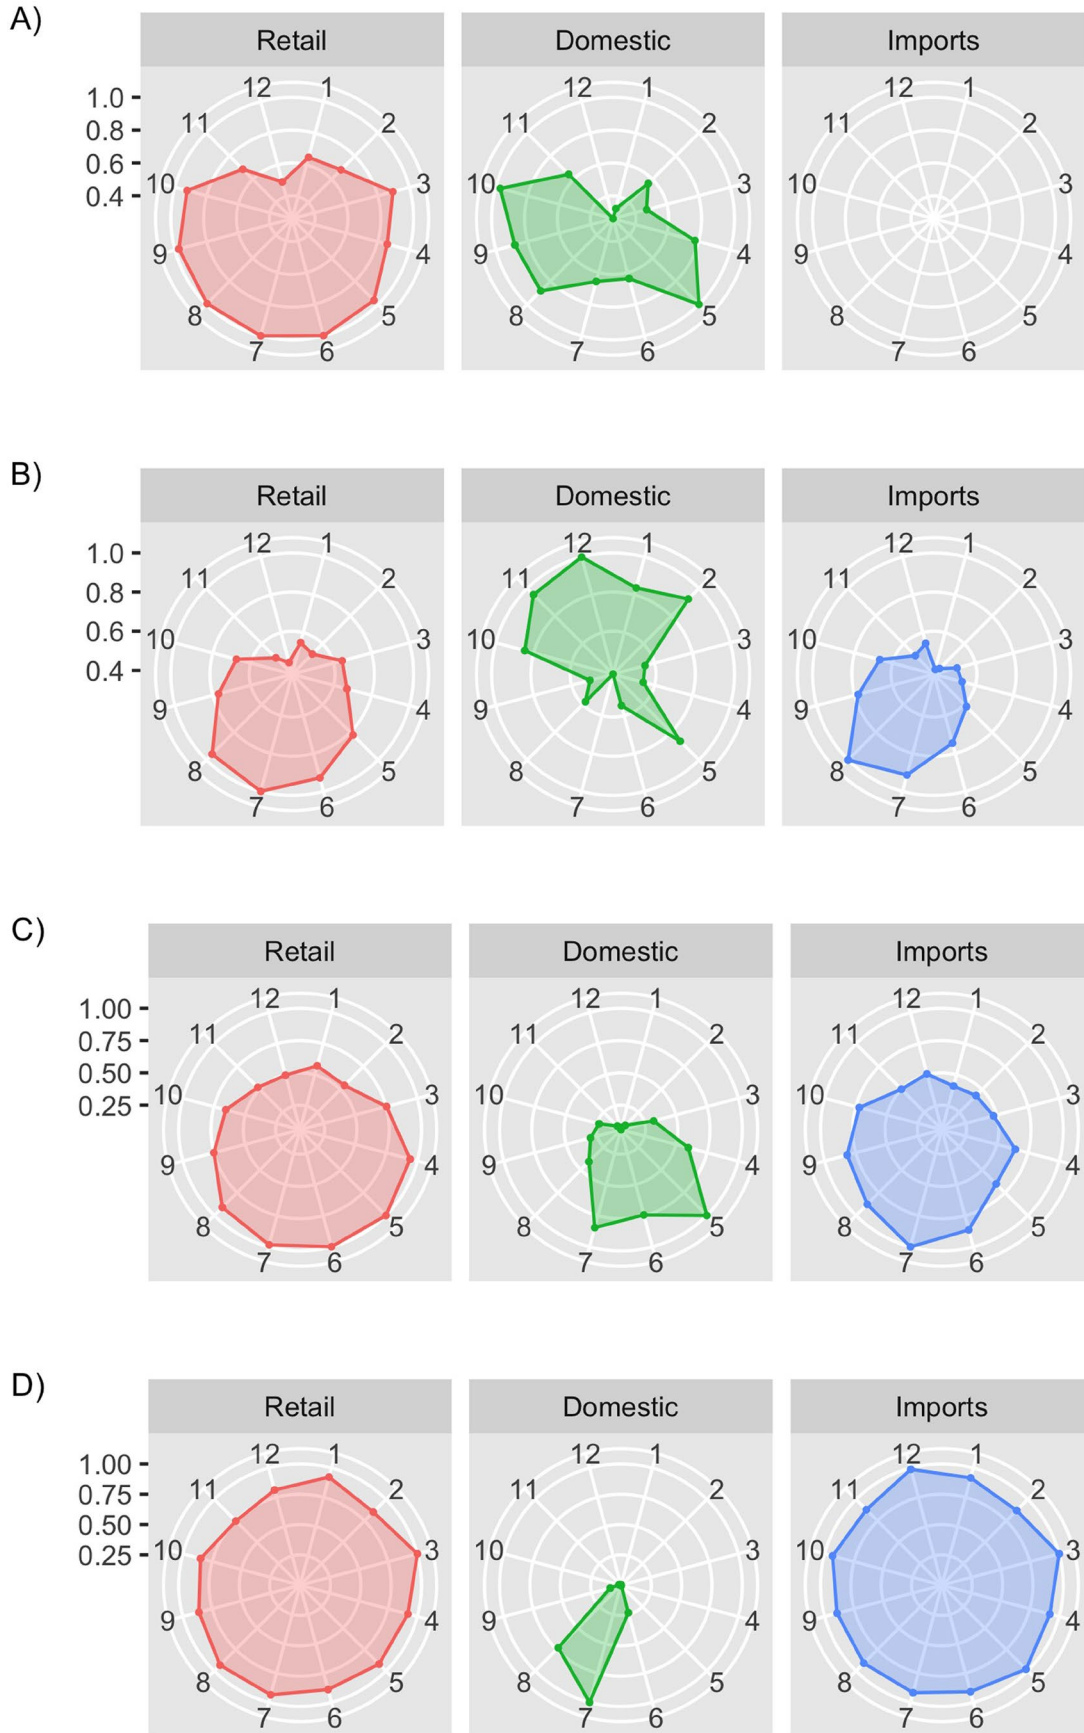 A)
Retail Domestic Imports
12 1 12 1 12 1
1.0
11 2 11 2 11 2
0.8
0.6
10 3 10 3 10 3
0.4
9 4 9 4 9 4
8 5 8 5 8 5
7 6 7 6 7 6
B)
Retail Domestic Imports
12 1 12 1 12 1
1.0
11 2 11 2 11 2
0.8
0.6
10 3 10 3 10 3
0.4
9 4 9 4 9 4
8 5 8 5 8 5
7 6 7 6 7 6
C)
Retail Domestic Imports
12 1 12 1 12 1
1.00
11 2 11 2 11 2
0.75
0.50
10 3 10 3 10 3
0.25
9 4 9 4 9 4
8 5 8 5 8 5
7 6 7 6 7 6
D)
Retail Domestic Imports
12 1 12 1 12 1
1.00
11 2 11 2 11 2
0.75
0.50
0.25 10 3 10 3 10 3
9 4 9 4 9 4
8 5 8 5 8 5
7 6 7 6 7 6